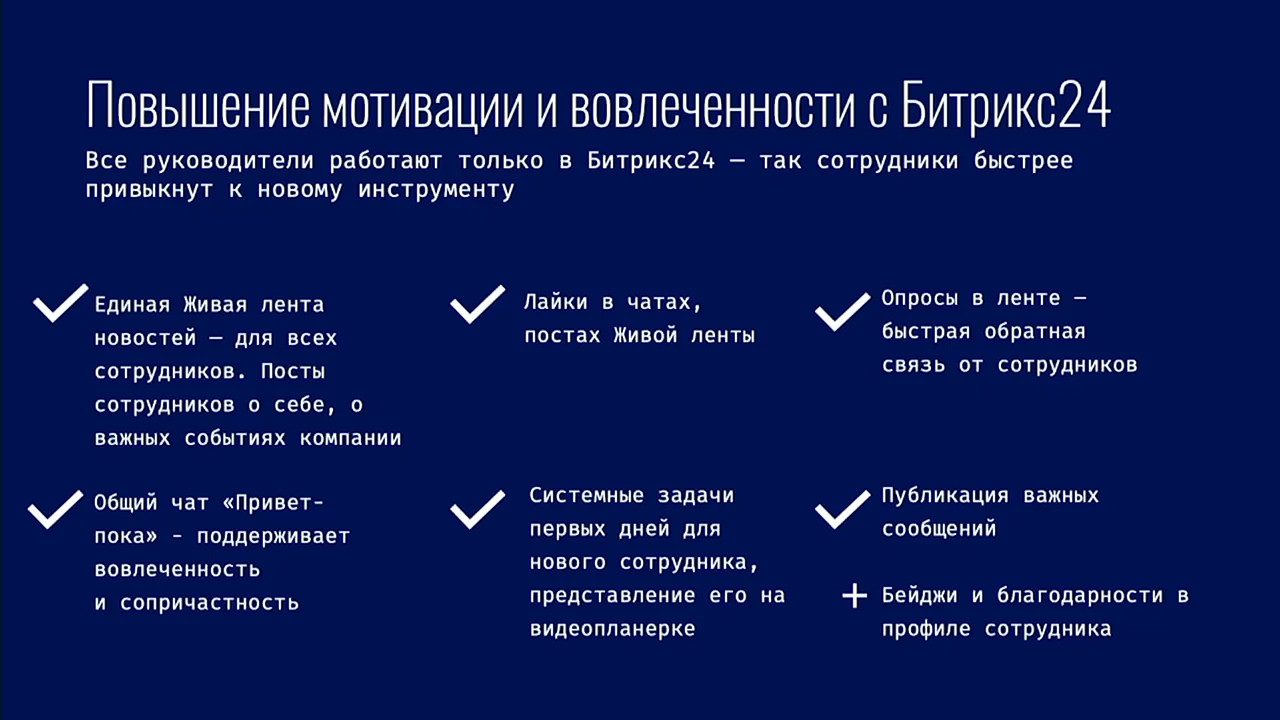 Повышение мотивации и вовлеченности с Битрикс24
Все руководители работают только в Битрикс24 — так сотрудники быстрее
привыкнут к новому инструменту
Единая Живая лента
новостей — для всех
сотрудников. Посты
сотрудников о себе, о
важных событиях компании
Лайки в чатах,
постах Живой ленты
Опросы в ленте —
быстрая обратная
связь от сотрудников
Общий чат «Привет-
пока» - поддерживает
вовлеченность
и сопричастность
Системные задачи
первых дней для
нового сотрудника,
представление его на
видеопланерке
Публикация важных
сообщений
+ Бейджи и благодарности в
профиле сотрудника